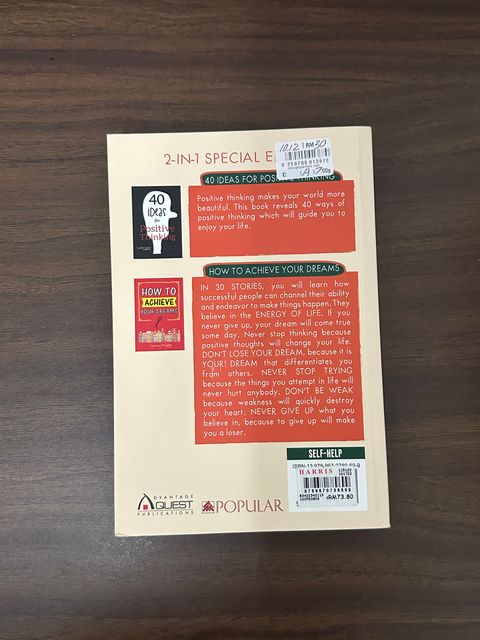 2-IN-1 SPECIAL E
10.12 RM 30
40 IDEAS FOR POSITIVE THINKING
40
iDeas
for
Positive
Thinking
Positive thinking makes your world more
beautiful. This book reveals 40 ways of
positive thinking which will guide you to
enjoy your life.
HOW TO ACHIEVE YOUR DREAMS
HOW TO
ACHIEVE
YOUR DREAMS
IN 30 STORIES, you will learn how
successful people can channel their ability
and endeavor to make things happen. They
believe in the ENERGY OF LIFE. If you
never give up, your dream will come true
some day. Never stop thinking because
positive thoughts will change your life.
DON'T LOSE YOUR DREAM, because it is
YOUR DREAM that differentiates you
from others. NEVER STOP TRYING
because the things you attempt in life will
never hurt anybody. DON'T BE WEAK
because weakness will quickly destroy
your heart. NEVER GIVE UP what you
believe in, because to give up will make
you a loser.
SELF-HELP
HARRIS
RM73.80
ADVANTAGE
QUEST
PUBLICATIONS
POPULAR